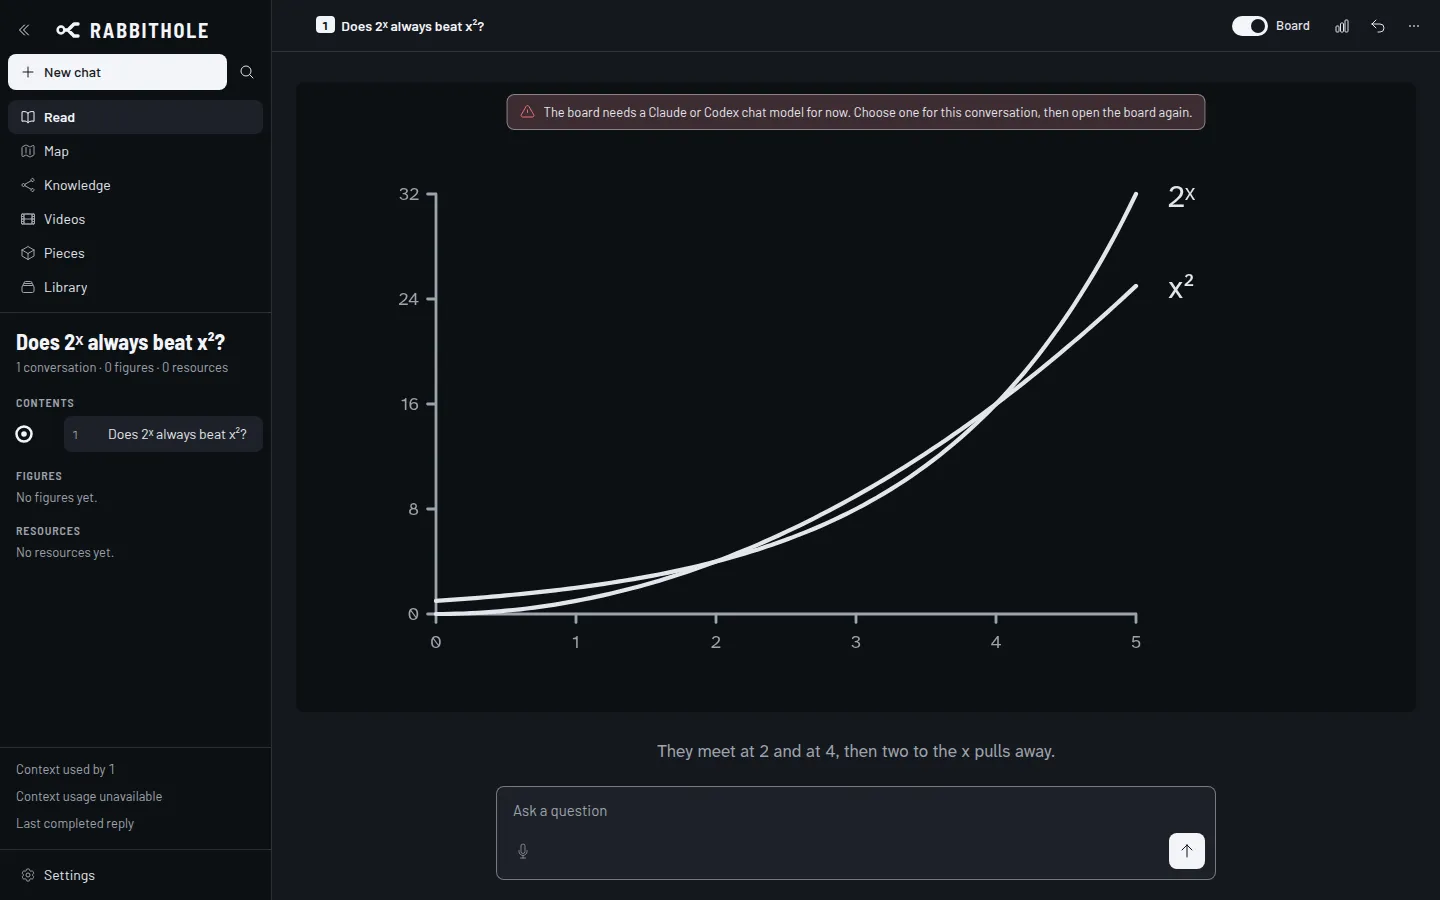 RABBITHOLE
New chat
Read
Map
Knowledge
Videos
Pieces
Library
Does 2ˣ always beat x²?
1 conversation · 0 figures · 0 resources
CONTENTS
1 Does 2ˣ always beat x²?
FIGURES
No figures yet.
RESOURCES
No resources yet.
Context used by 1
Context usage unavailable
Last completed reply
Settings
1 Does 2ˣ always beat x²?
Board
The board needs a Claude or Codex chat model for now. Choose one for this conversation, then open the board again.
32
24
16
8
0
0 1 2 3 4 5
2ˣ
x²
They meet at 2 and at 4, then two to the x pulls away.
Ask a question